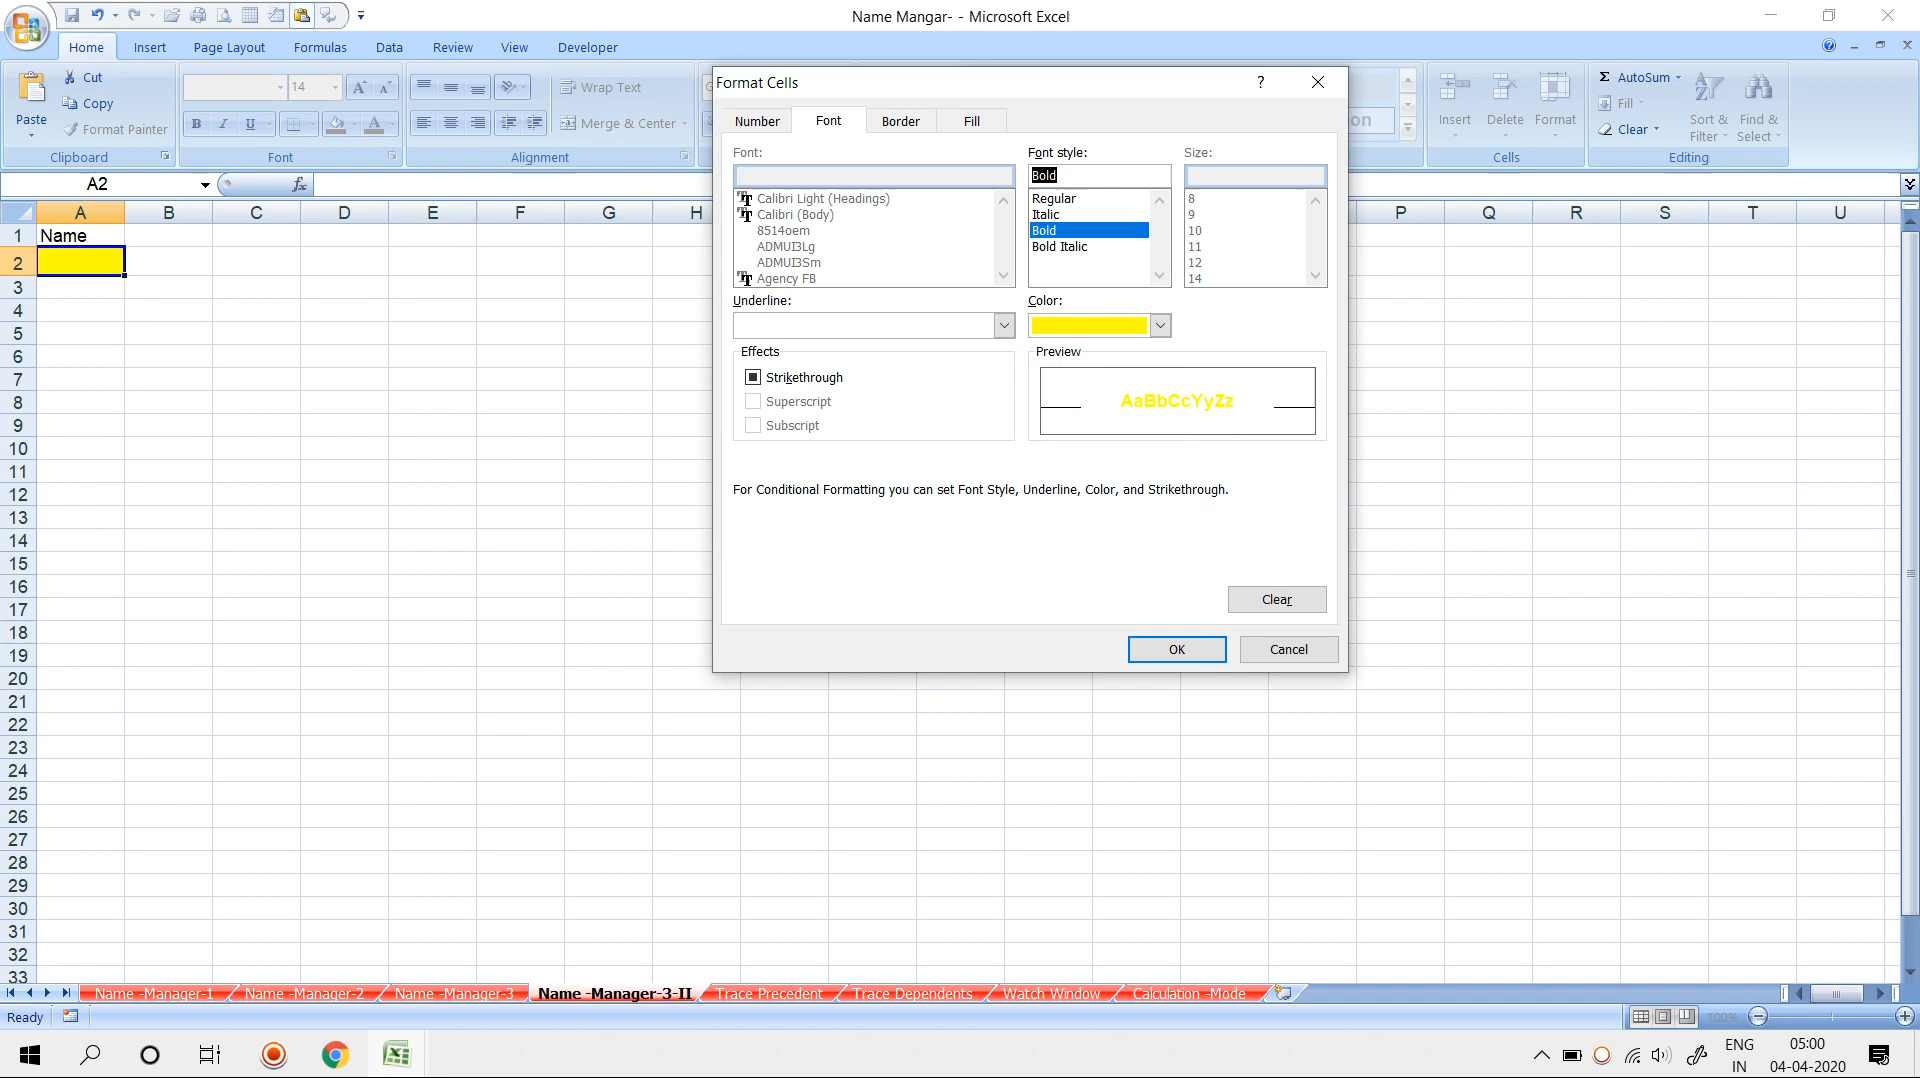 Name Mangar- - Microsoft Excel
Home Insert Page Layout Formulas Data Review View Developer
Paste
Cut
Copy
Format Painter
Clipboard
14
B I U
A
Font
Wrap Text
Merge & Center
Alignment
Insert Delete Format
Cells
Σ AutoSum
Fill
Clear
Sort & Filter
Find & Select
Editing
A2
fx
A B C D E F G H P Q R S T U
1 Name
2
3
4
5
6
7
8
9
10
11
12
13
14
15
16
17
18
19
20
21
22
23
24
25
26
27
28
29
30
31
32
33
Format Cells
?
Number Font Border Fill
Font:
Calibri Light (Headings)
Calibri (Body)
8514oem
ADMUI3Lg
ADMUI3Sm
Agency FB
Font style:
Bold
Regular
Italic
Bold
Bold Italic
Size:
8
9
10
11
12
14
Underline:
Color:
Effects
Strikethrough
Superscript
Subscript
Preview
AaBbCcYyZz
For Conditional Formatting you can set Font Style, Underline, Color, and Strikethrough.
Clear
OK Cancel
Name -Manager-1 Name -Manager-2 Name -Manager-3 Name -Manager-3-II Trace Precedent Trace Dependents Watch Window Calculation -Mode
Ready
100%
ENG
IN
05:00
04-04-2020